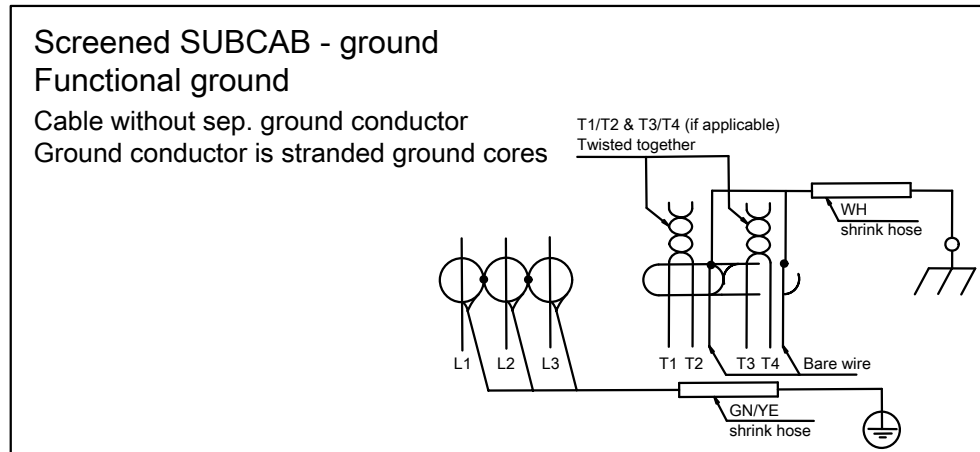 Screened SUBCAB - ground
Functional ground
Cable without sep. ground conductor
Ground conductor is stranded ground cores
T1/T2 & T3/T4 (if applicable)
Twisted together
WH
shrink hose
L1 L2 L3
T1 T2 T3 T4 Bare wire
GN/YE
shrink hose